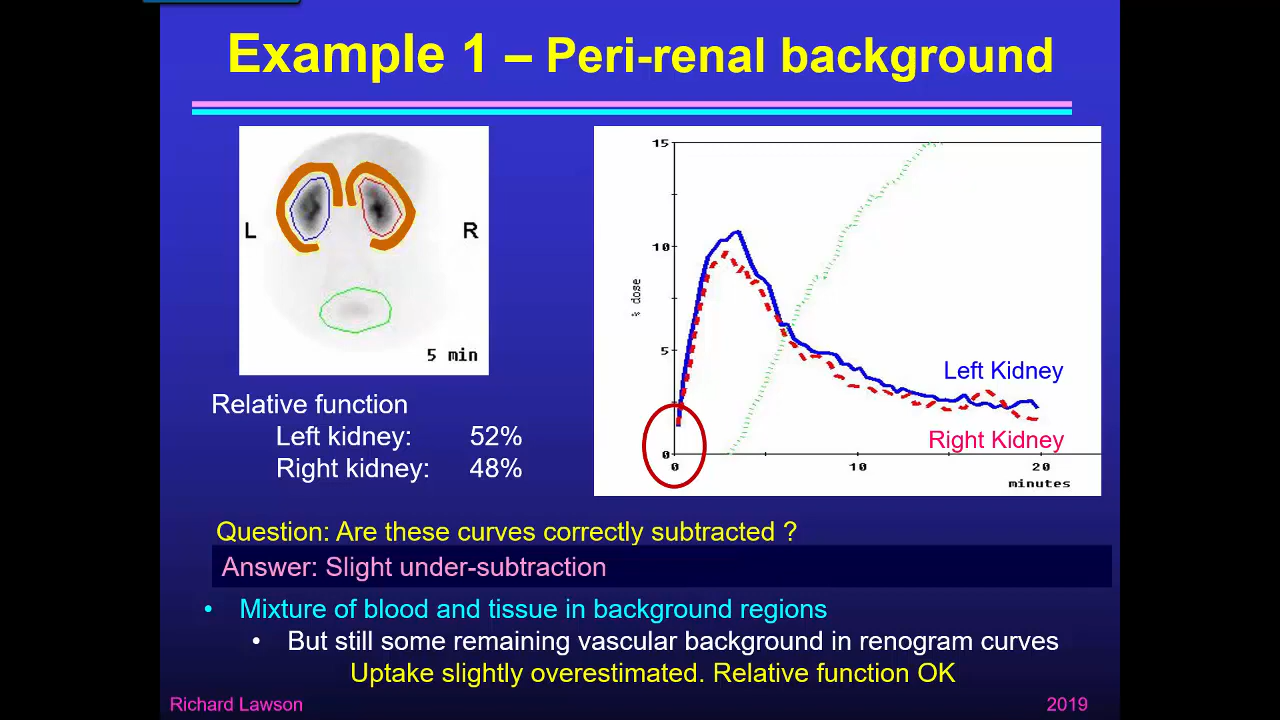 Example 1 – Peri-renal background
L
R
5 min
15
10
5
0
% dose
0
10
20
minutes
Left Kidney
Right Kidney
Relative function
Left kidney: 52%
Right kidney: 48%
Question: Are these curves correctly subtracted ?
Answer: Slight under-subtraction
• Mixture of blood and tissue in background regions
• But still some remaining vascular background in renogram curves
Uptake slightly overestimated. Relative function OK
Richard Lawson
2019